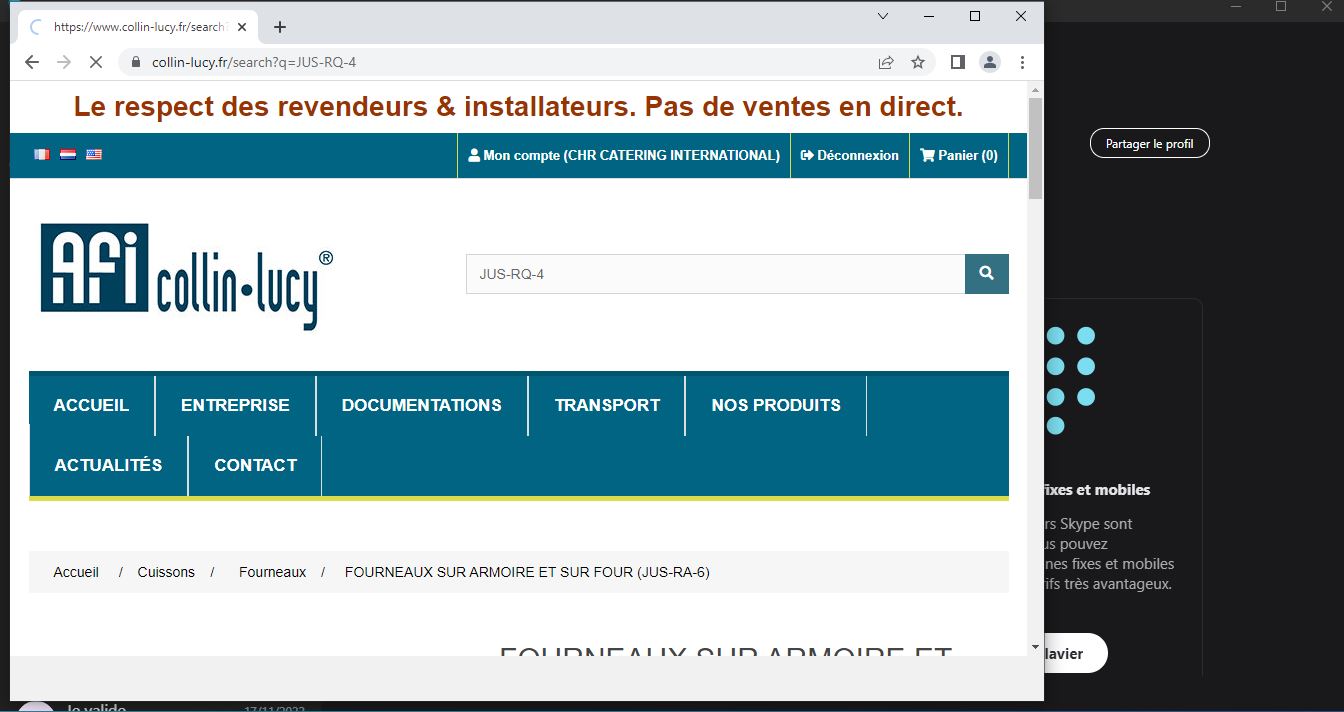 https://www.collin-lucy.fr/search?
collin-lucy.fr/search?q=JUS-RQ-4
Le respect des revendeurs & installateurs. Pas de ventes en direct.
Mon compte (CHR CATERING INTERNATIONAL) Déconnexion Panier (0)
Partager le profil
AFi collin·lucy®
JUS-RQ-4
ACCUEIL ENTREPRISE DOCUMENTATIONS TRANSPORT NOS PRODUITS
ACTUALITÉS CONTACT
fixes et mobiles
rs Skype sont
us pouvez
nes fixes et mobiles
ifs très avantageux.
Accueil / Cuissons / Fourneaux / FOURNEAUX SUR ARMOIRE ET SUR FOUR (JUS-RA-6)
FOURNEAUX SUR ARMOIRE ET
lavier
Je valide
17/11/2023